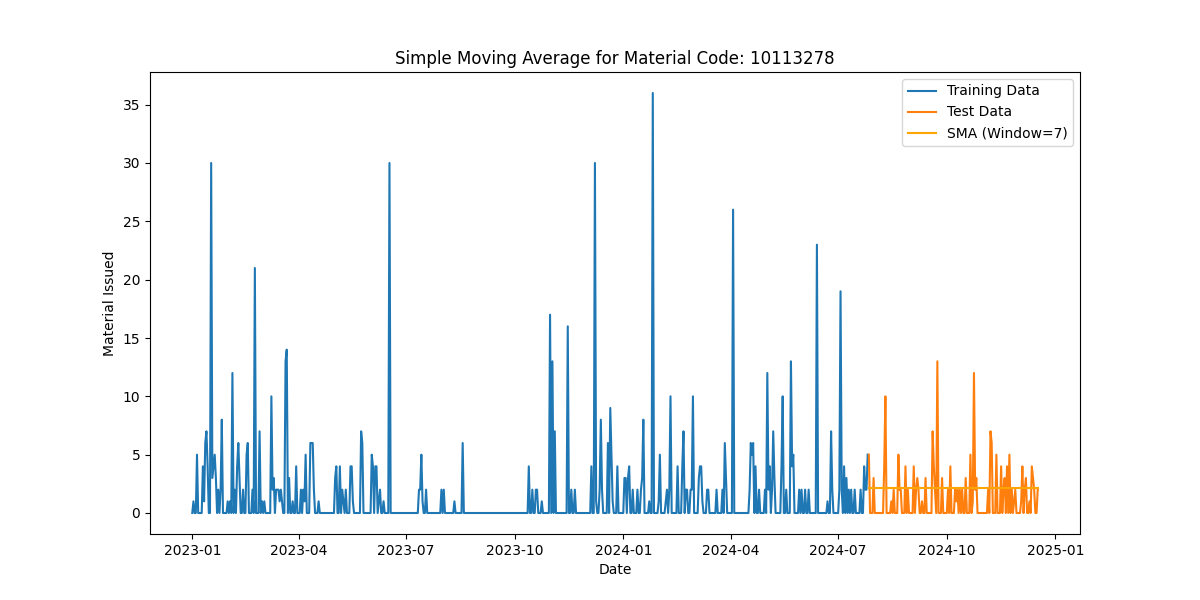 Simple Moving Average for Material Code: 10113278
Training Data
Test Data
SMA (Window=7)
Material Issued
35
30
25
20
15
10
5
0
2023-01
2023-04
2023-07
2023-10
2024-01
2024-04
2024-07
2024-10
2025-01
Date